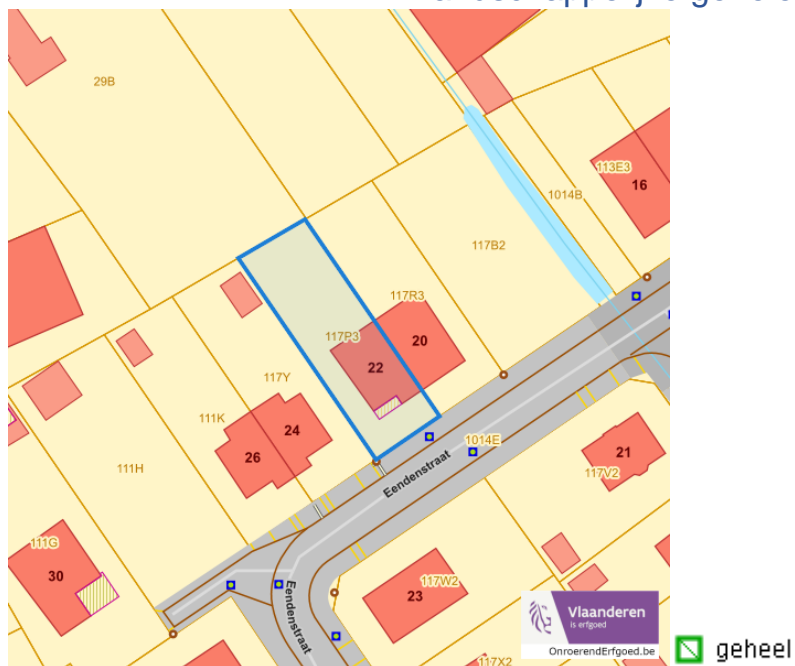 29B
113E3
16
1014B
117B2
117R3
20
117P3
22
117Y
111K
24
26
111H
1014E
Eendenstraat
21
117V2
111G
30
Eendenstraat
117W2
23
117X2
Vlaanderen
is erfgoed
OnroerendErfgoed.be
geheel